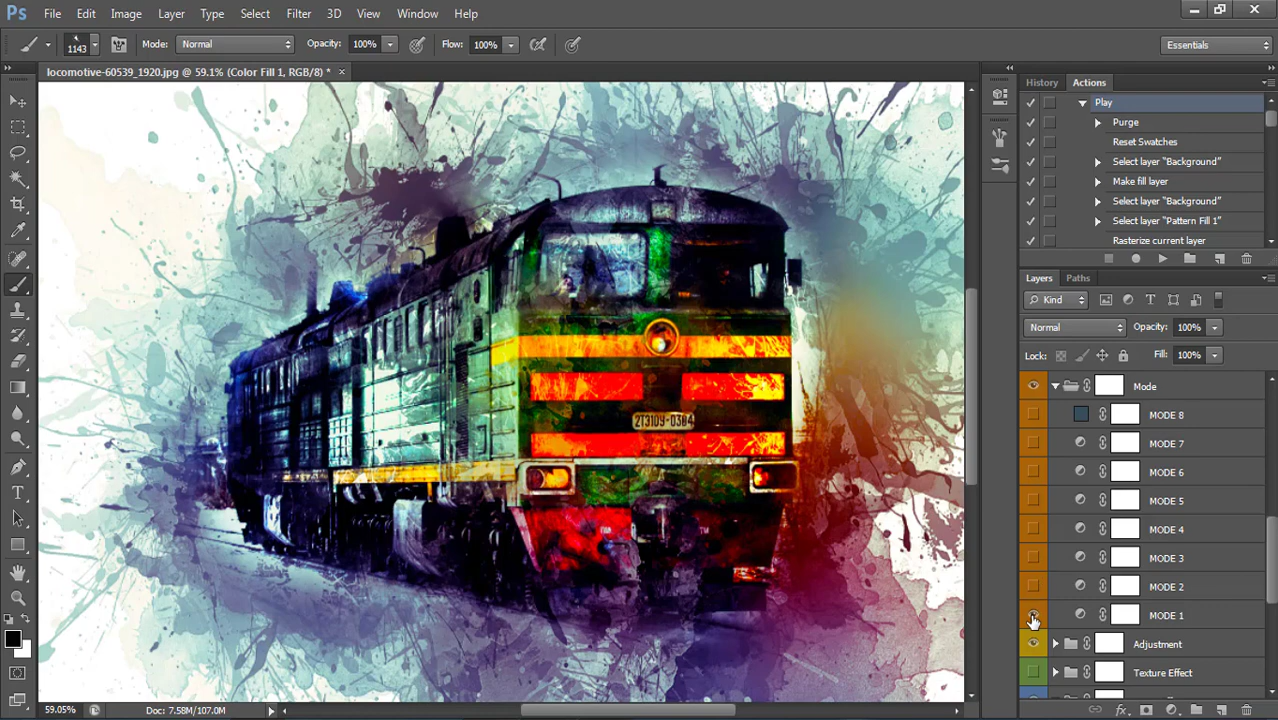 Ps File Edit Image Layer Type Select Filter 3D View Window Help
1143 Mode: Normal Opacity: 100% Flow: 100% Essentials
locomotive-60539_1920.jpg @ 59.1% (Color Fill 1, RGB/8) * ×
History Actions
Play
Purge
Reset Swatches
Select layer “Background”
Make fill layer
Select layer “Background”
Select layer “Pattern Fill 1”
Rasterize current layer
Layers Paths
Kind
Normal Opacity: 100%
Lock: Fill: 100%
Mode
MODE 8
MODE 7
MODE 6
MODE 5
MODE 4
MODE 3
MODE 2
MODE 1
Adjustment
Texture Effect
2T3109-0384
59.05% Doc: 7.58M/107.0M